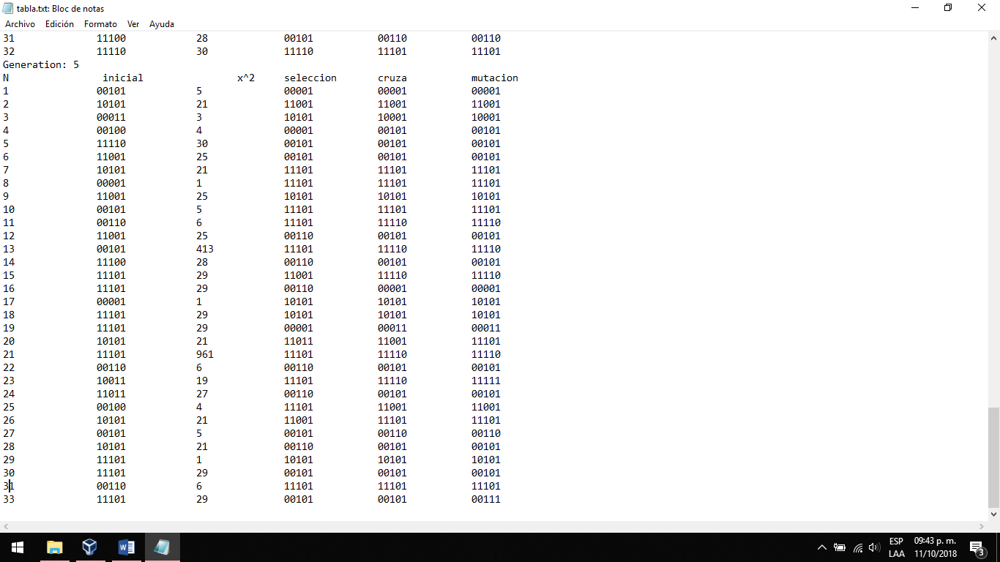 tabla.txt: Bloc de notas
Archivo Edición Formato Ver Ayuda
31 11100 28 00101 00110 00110
32 11110 30 11110 11101 11101
Generation: 5
N inicial x^2 seleccion cruza mutacion
1 00101 5 00001 00001 00001
2 10101 21 11001 11001 11001
3 00011 3 10101 10001 10001
4 00100 4 00001 00101 00101
5 11110 30 00101 00101 00101
6 11001 25 00101 00101 00101
7 10101 21 11101 11101 11101
8 00001 1 11101 11101 11101
9 11001 25 10101 10101 10101
10 00101 5 11101 11101 11101
11 00110 6 11101 11110 11110
12 11001 25 00110 00101 00101
13 00101 413 11101 11110 11110
14 11100 28 00110 00101 00101
15 11101 29 11001 11110 11110
16 11101 29 00110 00001 00001
17 00001 1 10101 10101 10101
18 11101 29 10101 10101 10101
19 11101 29 00001 00011 00011
20 10101 21 11011 11001 11101
21 11101 961 11101 11110 11110
22 00110 6 00110 00101 00101
23 10011 19 11101 11110 11111
24 11011 27 00110 00101 00101
25 00100 4 11101 11001 11001
26 10101 21 11001 11101 11101
27 00101 5 00101 00110 00110
28 10101 21 00110 00101 00101
29 11101 1 10101 10101 10101
30 11101 29 00101 00101 00101
31 00110 6 11101 11101 11101
33 11101 29 00101 00101 00111
ESP 09:43 p. m.
LAA 11/10/2018 3